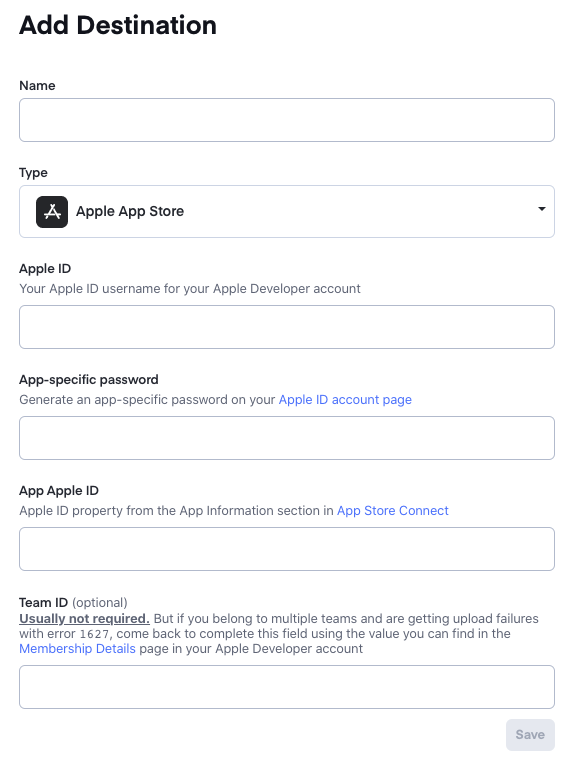 Add Destination
Name
Type
Apple App Store
Apple ID
Your Apple ID username for your Apple Developer account
App-specific password
Generate an app-specific password on your Apple ID account page
App Apple ID
Apple ID property from the App Information section in App Store Connect
Team ID (optional)
Usually not required. But if you belong to multiple teams and are getting upload failures
with error 1627, come back to complete this field using the value you can find in the
Membership Details page in your Apple Developer account
Save